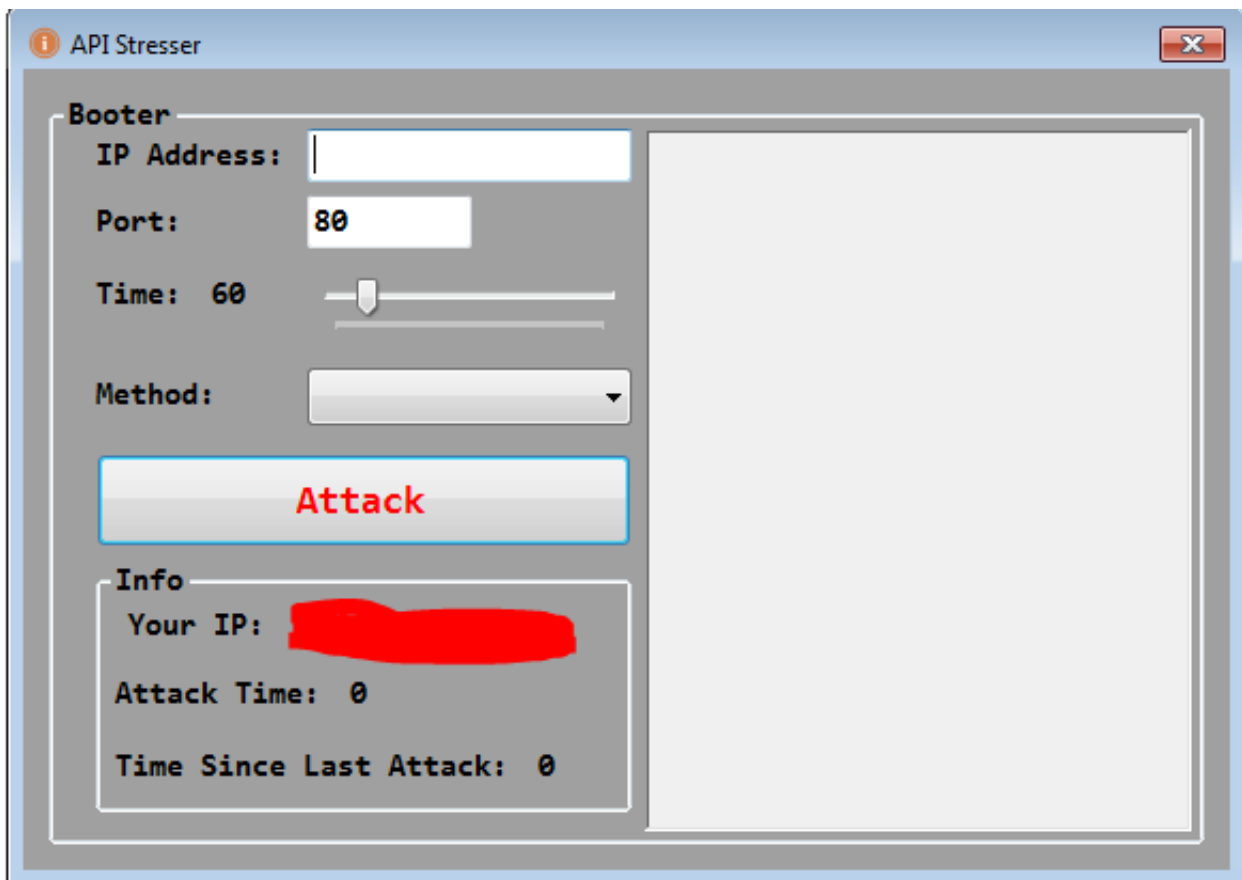 API Stresser
Booter
IP Address:
Port: 80
Time: 60
Method:
Attack
Info
Your IP:
Attack Time: 0
Time Since Last Attack: 0